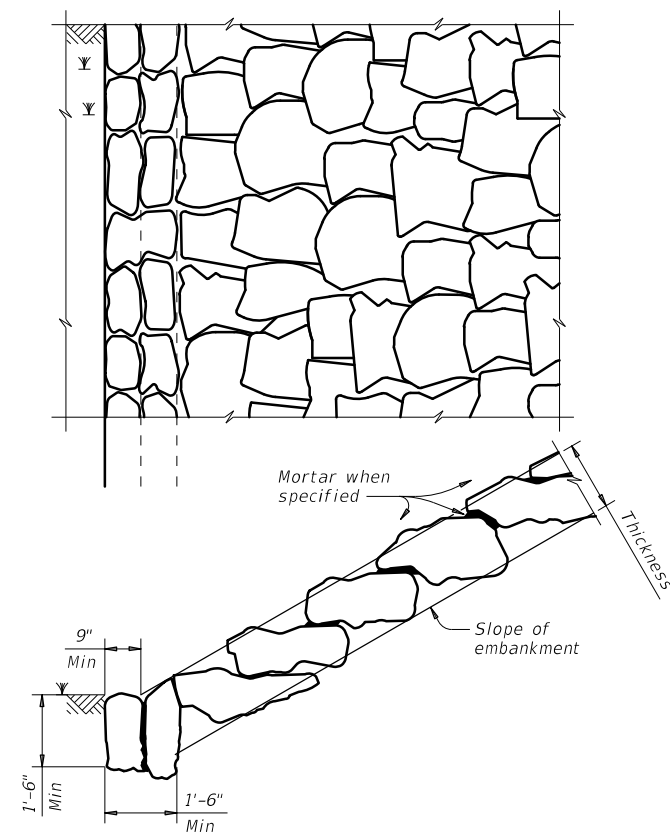 Mortar when
specified
Thickness
Slope of
embankment
9"
Min
1'-6"
Min
1'-6"
Min